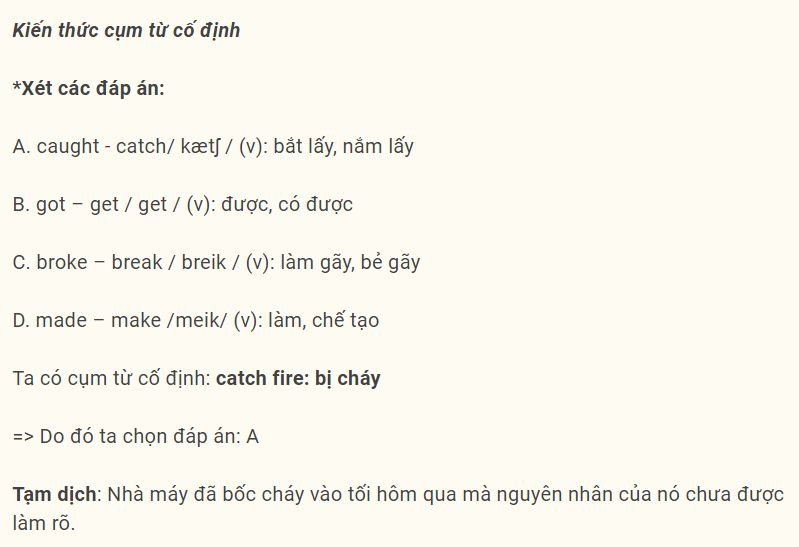 Kiến thức cụm từ cố định
*Xét các đáp án:
A. caught - catch/ kætʃ / (v): bắt lấy, nắm lấy
B. got – get / get / (v): được, có được
C. broke – break / breik / (v): làm gãy, bẻ gãy
D. made – make /meik/ (v): làm, chế tạo
Ta có cụm từ cố định: catch fire: bị cháy
=> Do đó ta chọn đáp án: A
Tạm dịch: Nhà máy đã bốc cháy vào tối hôm qua mà nguyên nhân của nó chưa được
làm rõ.